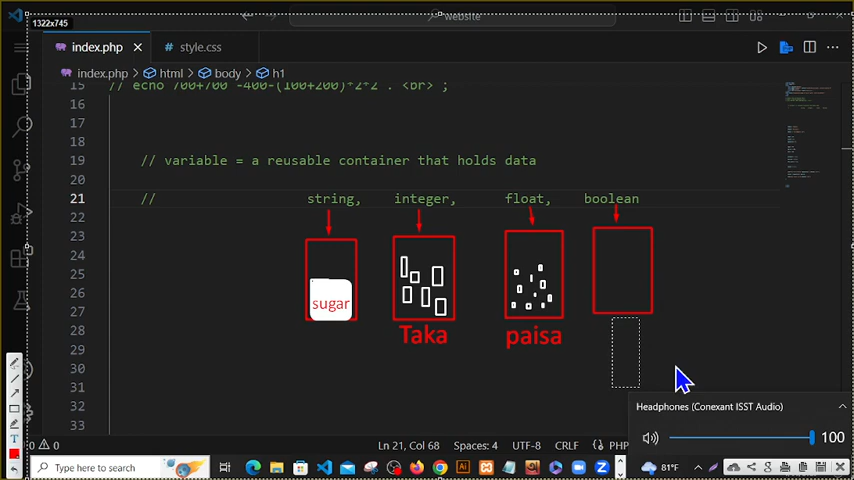 website
1322x745
index.php
style.css
index.php
html
body
h1
15 // echo 700+700 -400-(100+200)*2*2 . <br> ;
16
17
18
19 // variable = a reusable container that holds data
20
21 // string, integer, float, boolean
22
23
24
25
26
27
28
29
30
31
32
33
sugar
Taka
paisa
Headphones (Conexant ISST Audio)
100
0 0
Ln 21, Col 68
Spaces: 4
UTF-8
CRLF
PHP
Type here to search
81°F